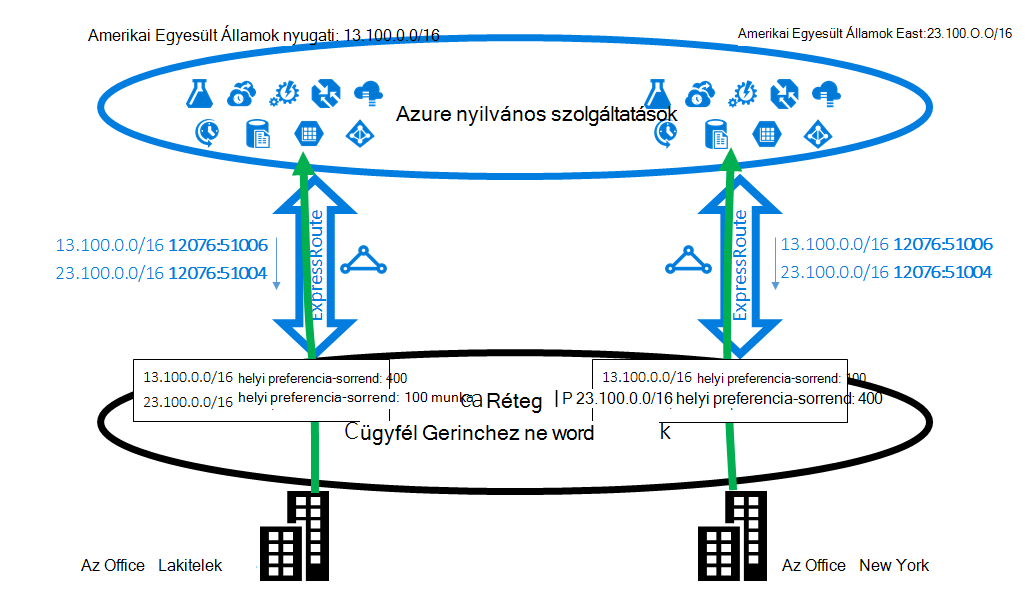 Amerikai Egyesült Államok nyugati: 13.100.0.0/16
Amerikai Egyesült Államok East:23.100.O.O/16
Azure nyilvános szolgáltatások
13.100.0.0/16 12076:51006
23.100.0.0/16 12076:51004
ExpressRoute
ExpressRoute
13.100.0.0/16 12076:51006
23.100.0.0/16 12076:51004
13.100.0.0/16 helyi preferencia-sorrend: 400
23.100.0.0/16 helyi preferencia-sorrend: 100 munka
13.100.0.0/16 helyi preferencia-sorrend: 100
ca Réteg IP 23.100.0.0/16 helyi preferencia-sorrend: 400
Cügyfél Gerinchez ne word k
Az Office Lakitelek
Az Office New York